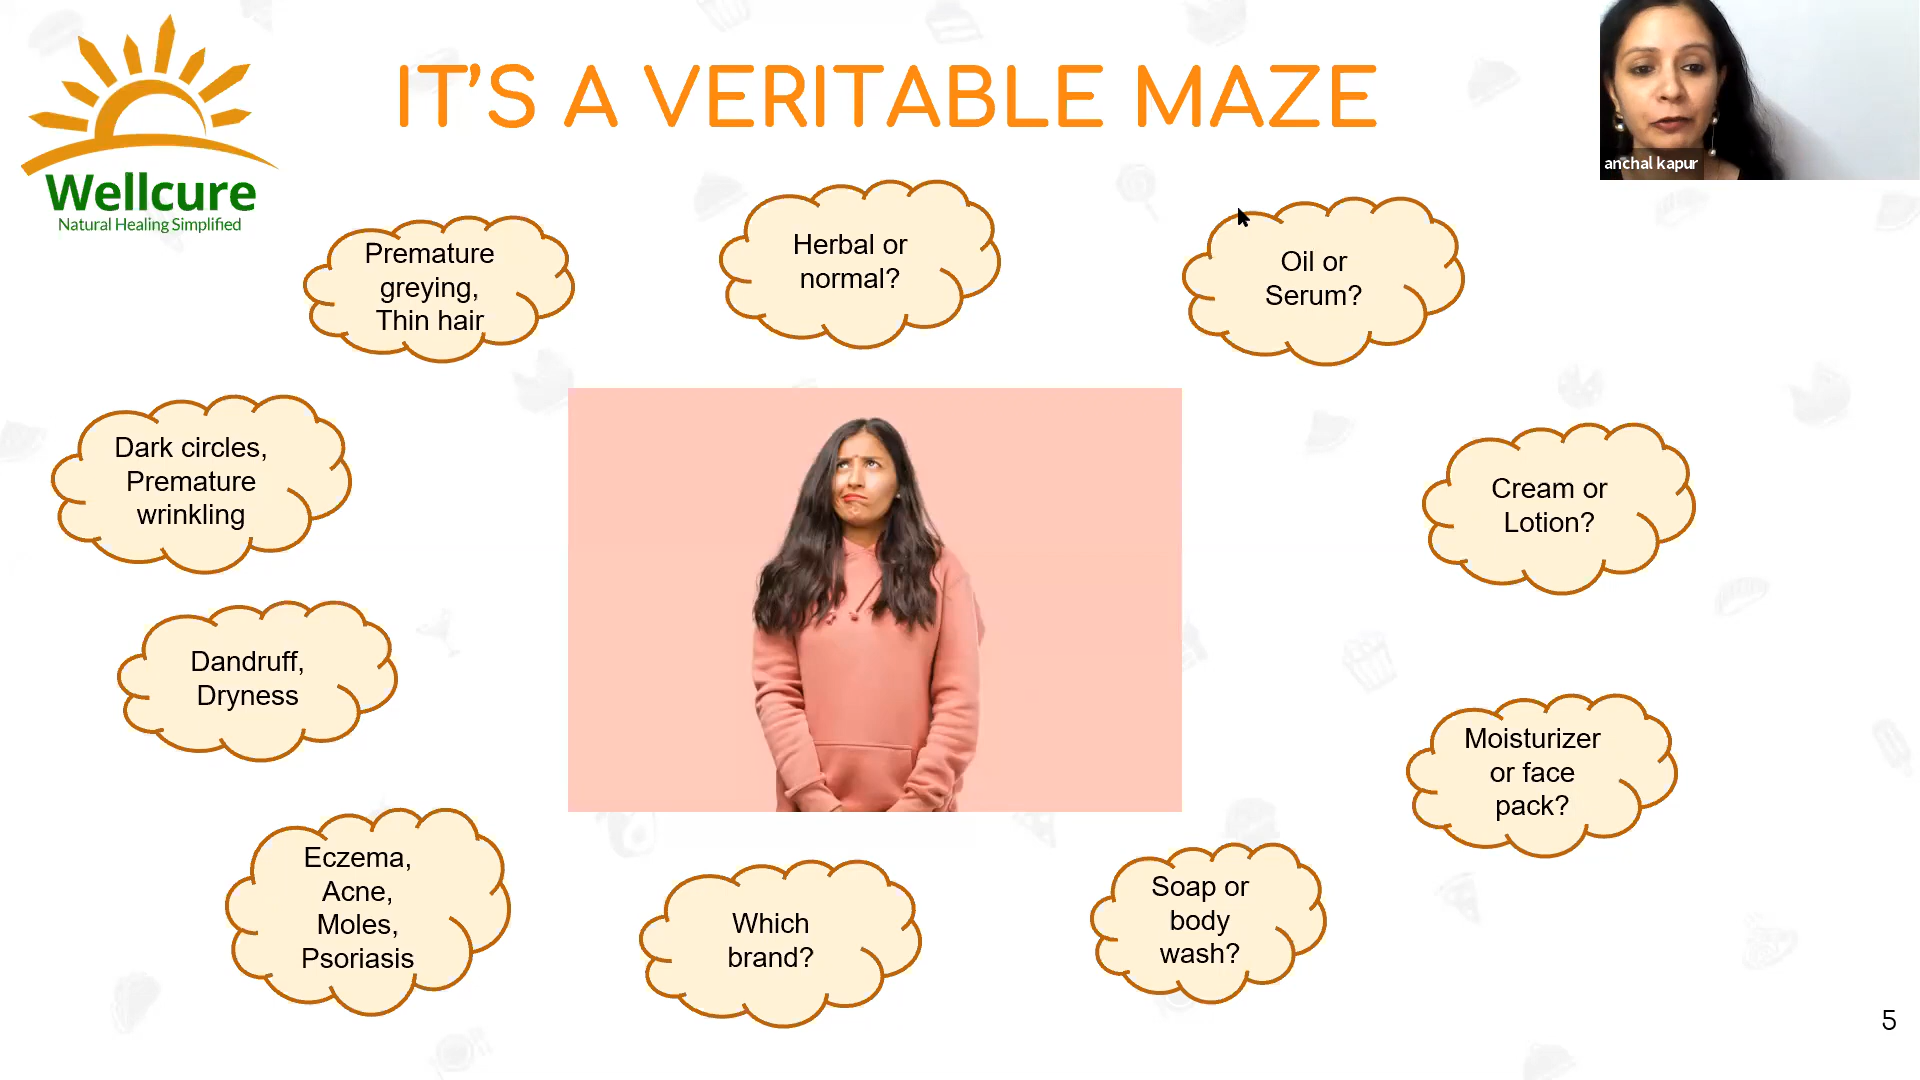 IT'S A VERITABLE MAZE
anchal kapur
Wellcure
Natural Healing Simplified
Premature
greying,
Thin hair
Herbal or
normal?
Oil or
Serum?
Dark circles,
Premature
wrinkling
Cream or
Lotion?
Dandruff,
Dryness
Moisturizer
or face
pack?
Eczema,
Acne,
Moles,
Psoriasis
Which
brand?
Soap or
body
wash?
5